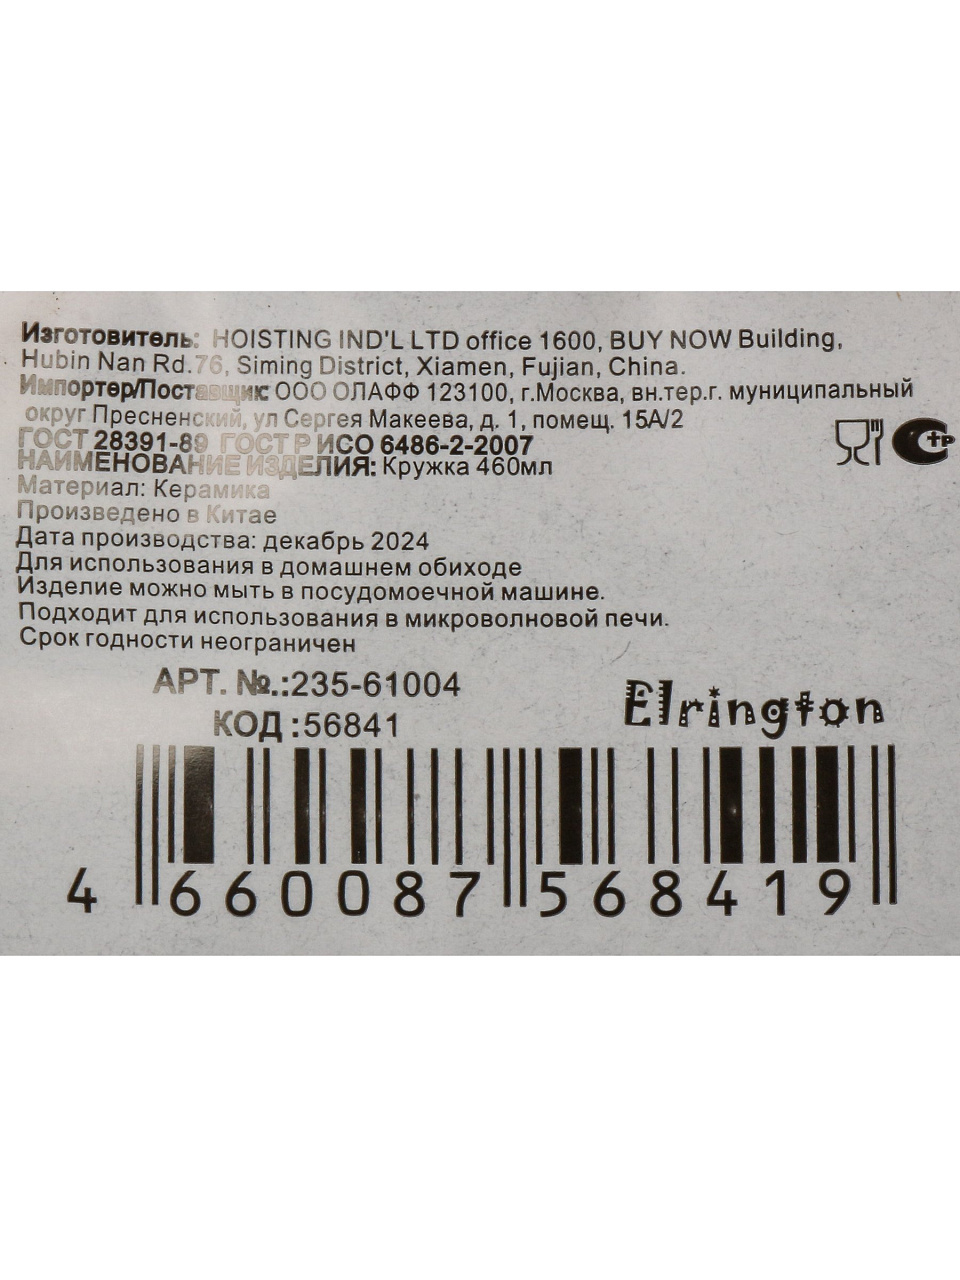 Изготовитель: HOISTING IND'L LTD office 1600, BUY NOW Building,
Hubin Nan Rd.76, Siming District, Xiamen, Fujian, China.
Импортер/Поставщик: ООО ОЛАФФ 123100, г.Москва, вн.тер.г. муниципальный
округ Пресненский, ул Сергея Макеева, д. 1, помещ. 15А/2
ГОСТ 28391-89 ГОСТ Р ИСО 6486-2-2007
НАИМЕНОВАНИЕ ИЗДЕЛИЯ: Кружка 460мл
Материал: Керамика
Произведено в Китае
Дата производства: декабрь 2024
Для использования в домашнем обиходе
Изделие можно мыть в посудомоечной машине.
Подходит для использования в микроволновой печи.
Срок годности неограничен
АРТ. №.:235-61004
КОД :56841
Elrington
4 660087 568419